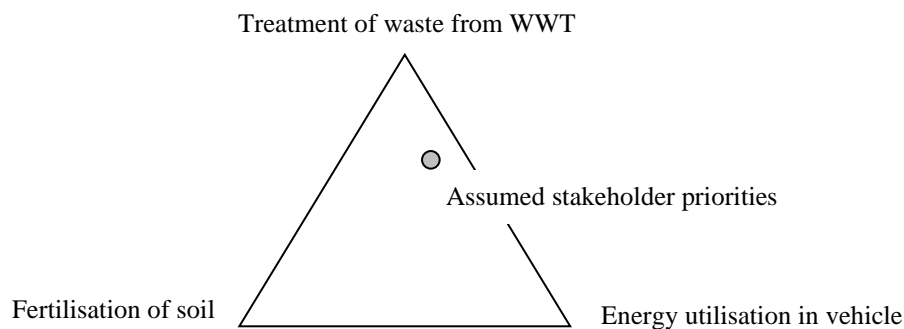 Treatment of waste from WWT
Assumed stakeholder priorities
Fertilisation of soil
Energy utilisation in vehicle